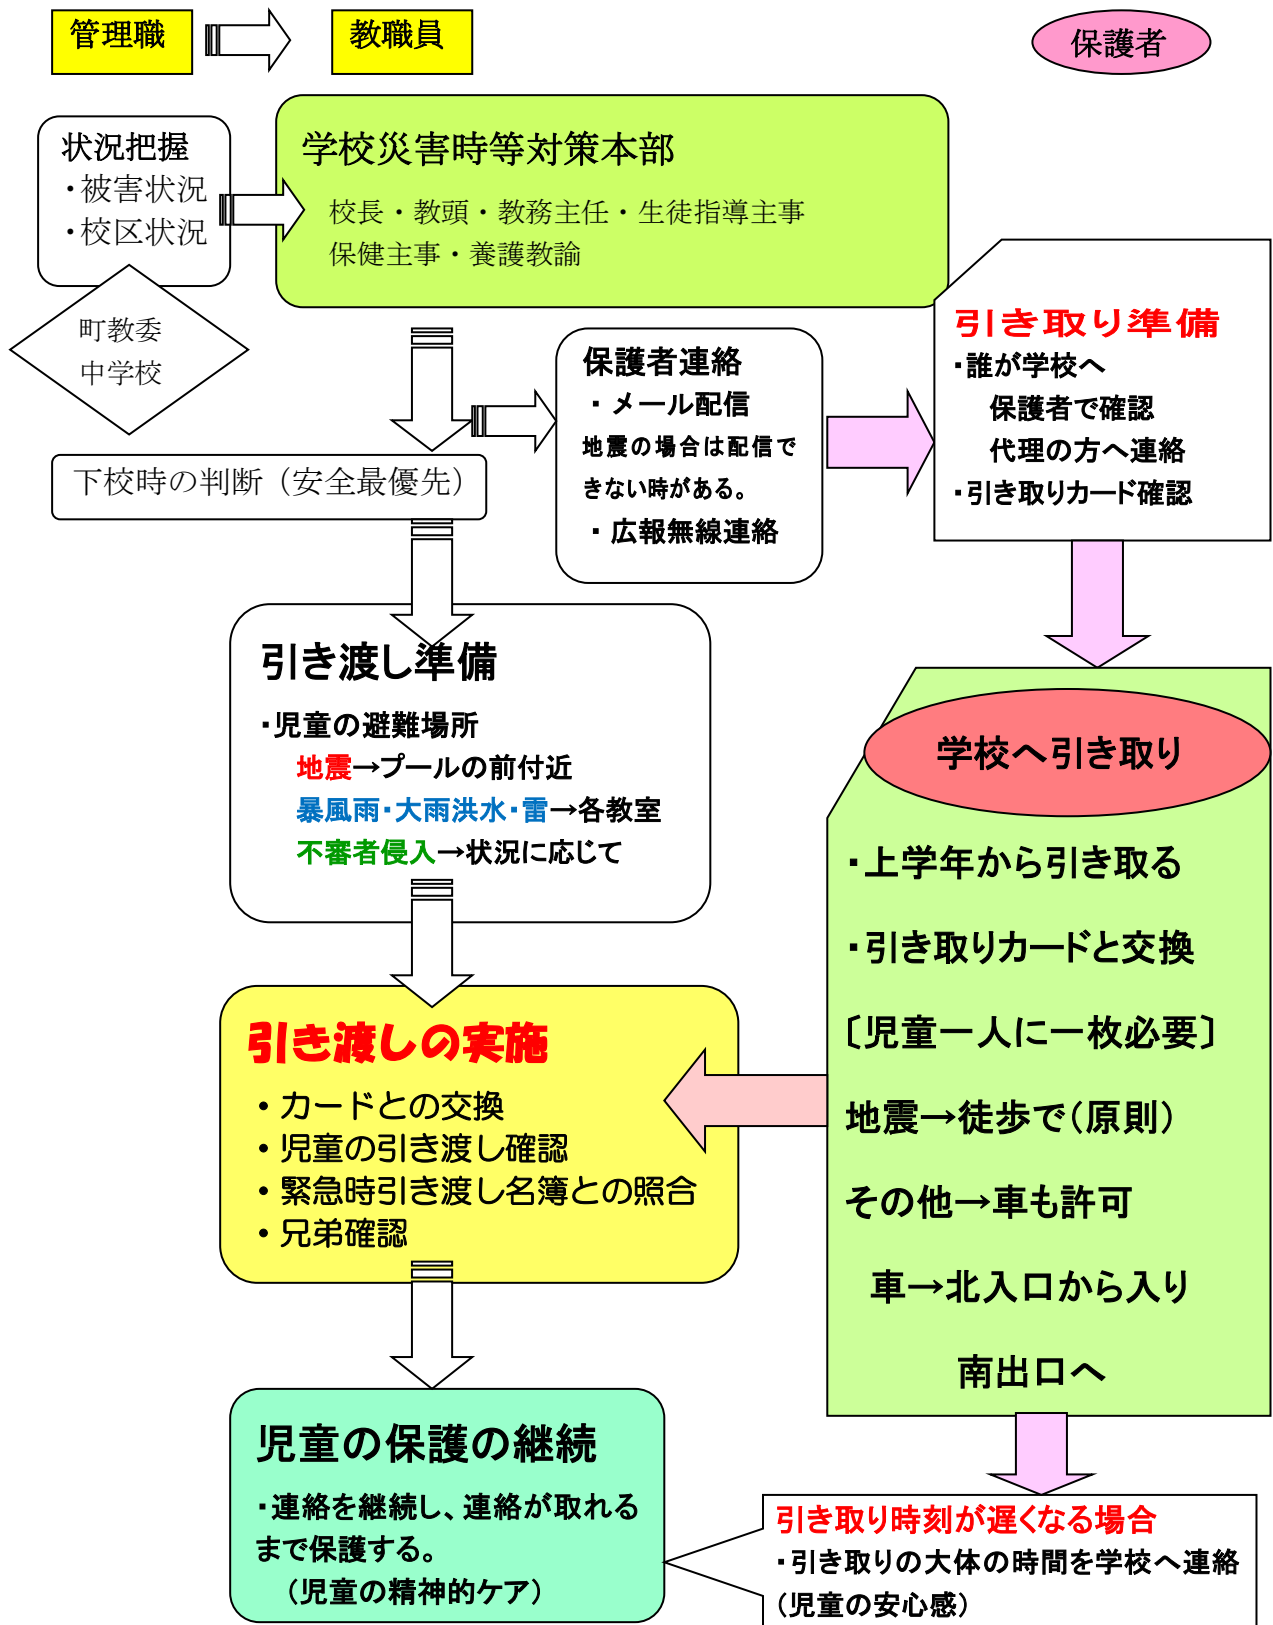 管理職
教職員
保護者
状況把握
・被害状況
・校区状況
町教委
中学校
学校災害時等対策本部
校長・教頭・教務主任・生徒指導主事
保健主事・養護教諭
下校時の判断（安全最優先）
保護者連絡
・メール配信
地震の場合は配信で
きない時がある。
・広報無線連絡
引き取り準備
・誰が学校へ
保護者で確認
代理の方へ連絡
・引き取りカード確認
引き渡し準備
・児童の避難場所
地震→プールの前付近
暴風雨・大雨洪水・雷→各教室
不審者侵入→状況に応じて
学校へ引き取り
・上学年から引き取る
・引き取りカードと交換
〔児童一人に一枚必要〕
地震→徒歩で（原則）
その他→車も許可
車→北入口から入り
南出口へ
引き渡しの実施
・カードとの交換
・児童の引き渡し確認
・緊急時引き渡し名簿との照合
・兄弟確認
児童の保護の継続
・連絡を継続し、連絡が取れる
まで保護する。
（児童の精神的ケア）
引き取り時刻が遅くなる場合
・引き取りの大体の時間を学校へ連絡
（児童の安心感）